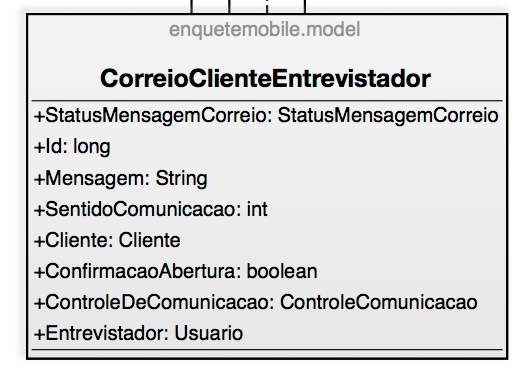 enquetemobile.model
CorreioClienteEntrevistador
+StatusMensagemCorreio: StatusMensagemCorreio
+Id: long
+Mensagem: String
+SentidoComunicacao: int
+Cliente: Cliente
+ConfirmacaoAbertura: boolean
+ControleDeComunicacao: ControleComunicacao
+Entrevistador: Usuario